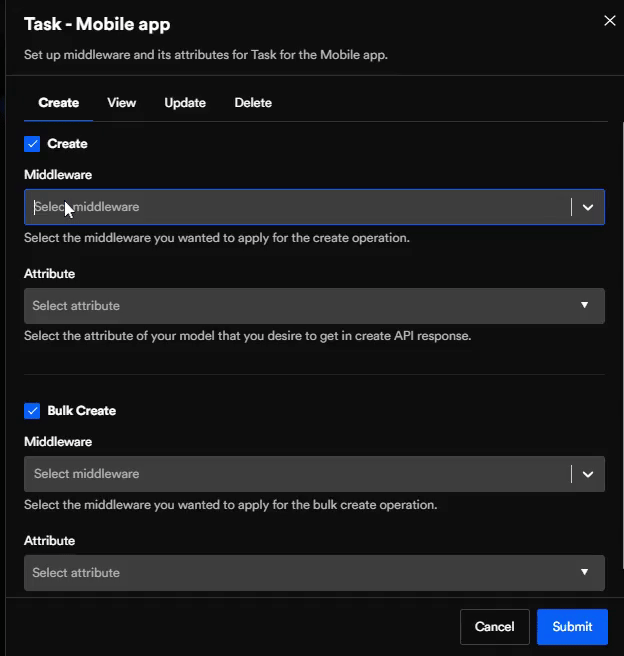 Task - Mobile app
Set up middleware and its attributes for Task for the Mobile app.
Create View Update Delete
Create
Middleware
Select middleware
Select the middleware you wanted to apply for the create operation.
Attribute
Select attribute
Select the attribute of your model that you desire to get in create API response.
Bulk Create
Middleware
Select middleware
Select the middleware you wanted to apply for the bulk create operation.
Attribute
Select attribute
Cancel Submit